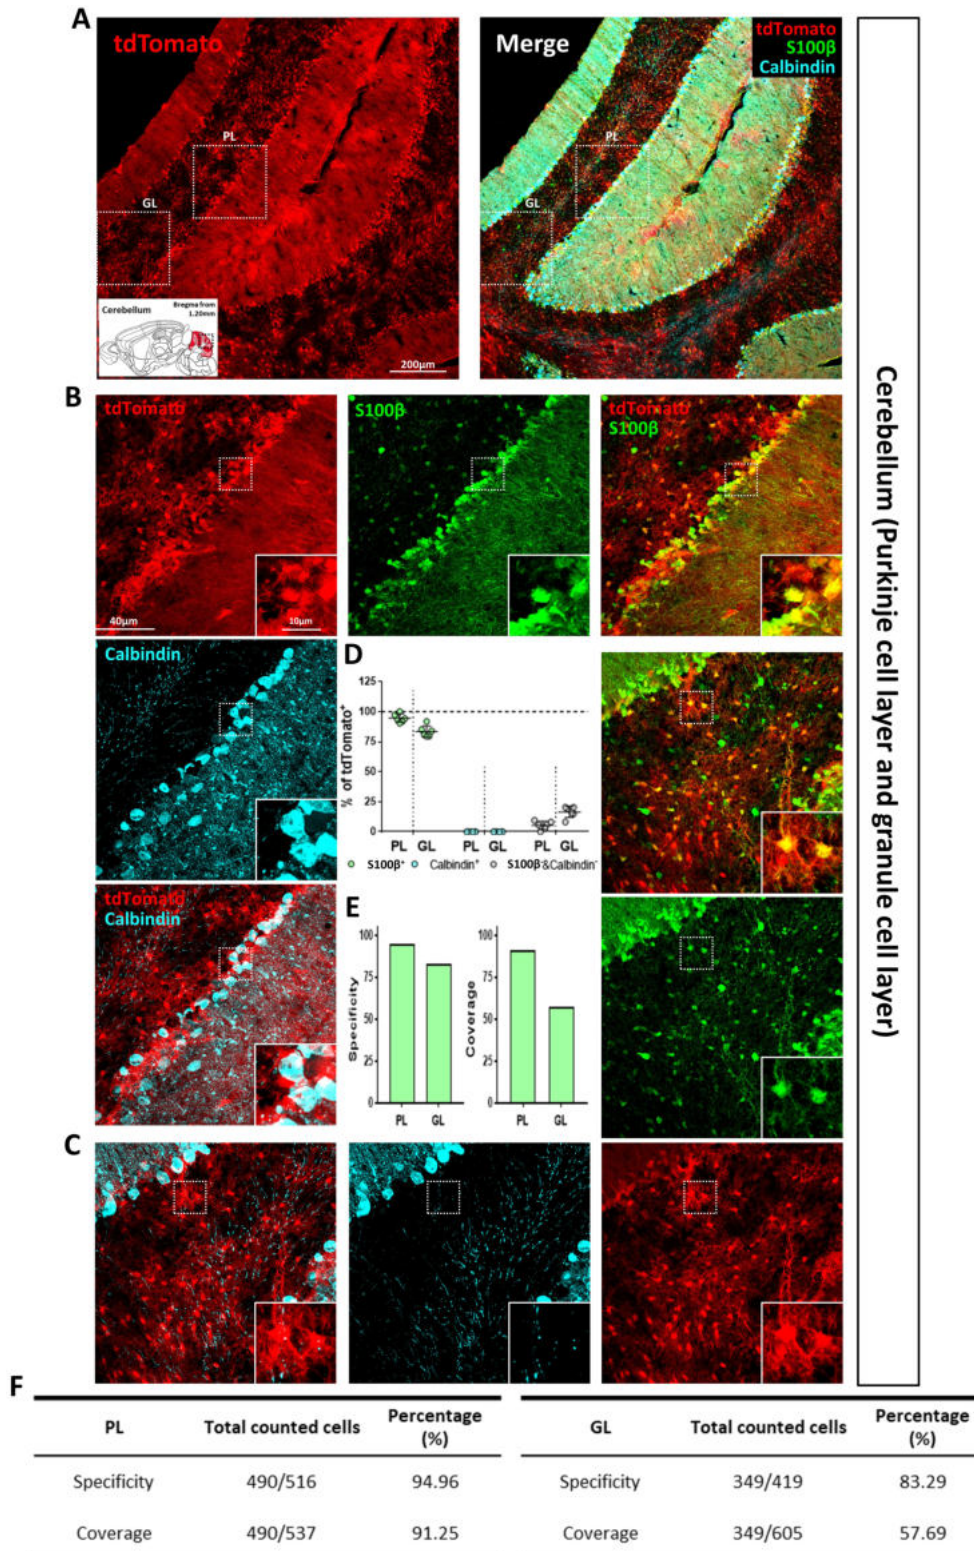 A
tdTomato
PL
GL
Cerebellum
Bregma from
1.20mm
200μm
Merge
tdTomato
S100β
Calbindin
PL
GL
B
tdTomato
40μm
10μm
S100β
tdTomato
S100β
Calbindin
tdTomato
Calbindin
D
% of tdTomato⁺
125
100
75
50
25
0
PL GL PL GL PL GL
S100β⁺ Calbindin⁺ S100β⁻&Calbindin⁻
E
Specificity
100
75
50
25
0
PL GL
Coverage
100
75
50
25
0
PL GL
C
Cerebellum (Purkinje cell layer and granule cell layer)
F
PL Total counted cells Percentage
(%)
Specificity 490/516 94.96
Coverage 490/537 91.25
GL Total counted cells Percentage
(%)
Specificity 349/419 83.29
Coverage 349/605 57.69